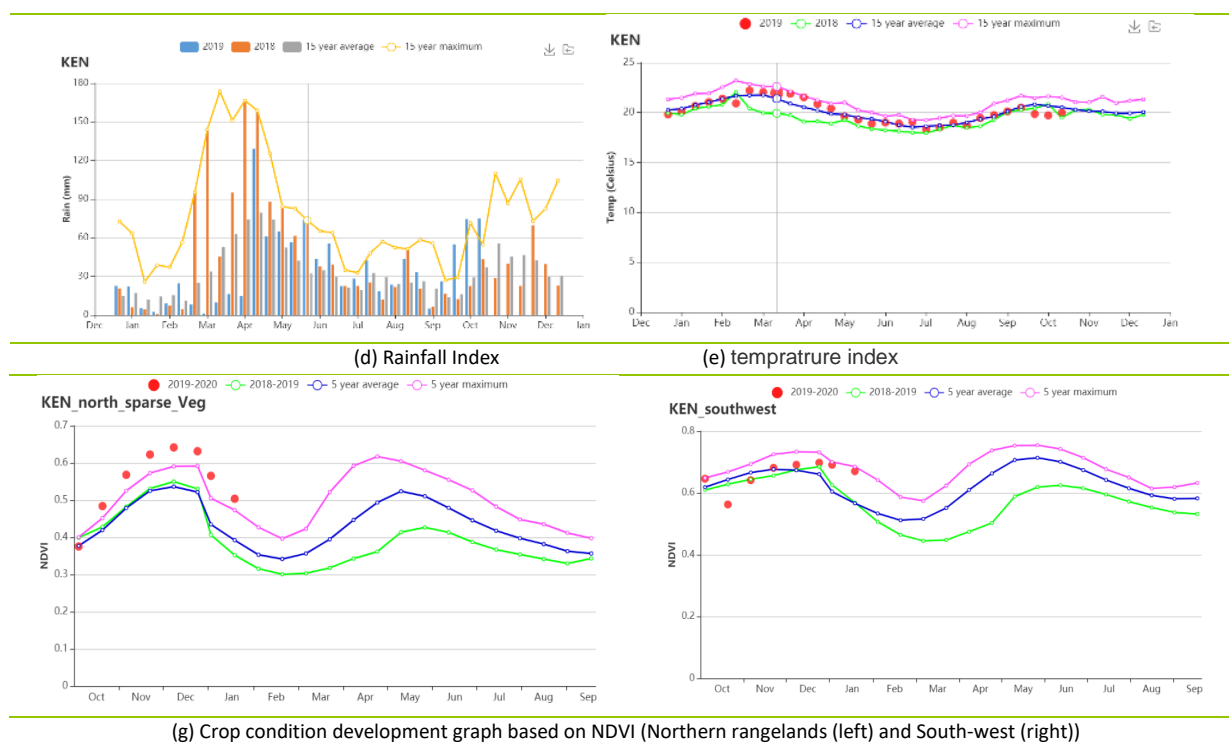 2019 2018 15 year average 15 year maximum
KEN
180
150
120
90
60
30
0
Rain (mm)
Dec Jan Feb Mar Apr May Jun Jul Aug Sep Oct Nov Dec Jan
2019 2018 15 year average 15 year maximum
KEN
25
20
15
10
5
0
Temp (Celsius)
Dec Jan Feb Mar Apr May Jun Jul Aug Sep Oct Nov Dec Jan
(d) Rainfall Index (e) tempratrure index
2019-2020 2018-2019 5 year average 5 year maximum
KEN_north_sparse_Veg
0.7
0.6
0.5
0.4
0.3
0.2
0.1
0
NDVI
Oct Nov Dec Jan Feb Mar Apr May Jun Jul Aug Sep
2019-2020 2018-2019 5 year average 5 year maximum
KEN_southwest
0.8
0.6
0.4
0.2
0
NDVI
Oct Nov Dec Jan Feb Mar Apr May Jun Jul Aug Sep
(g) Crop condition development graph based on NDVI (Northern rangelands (left) and South-west (right))